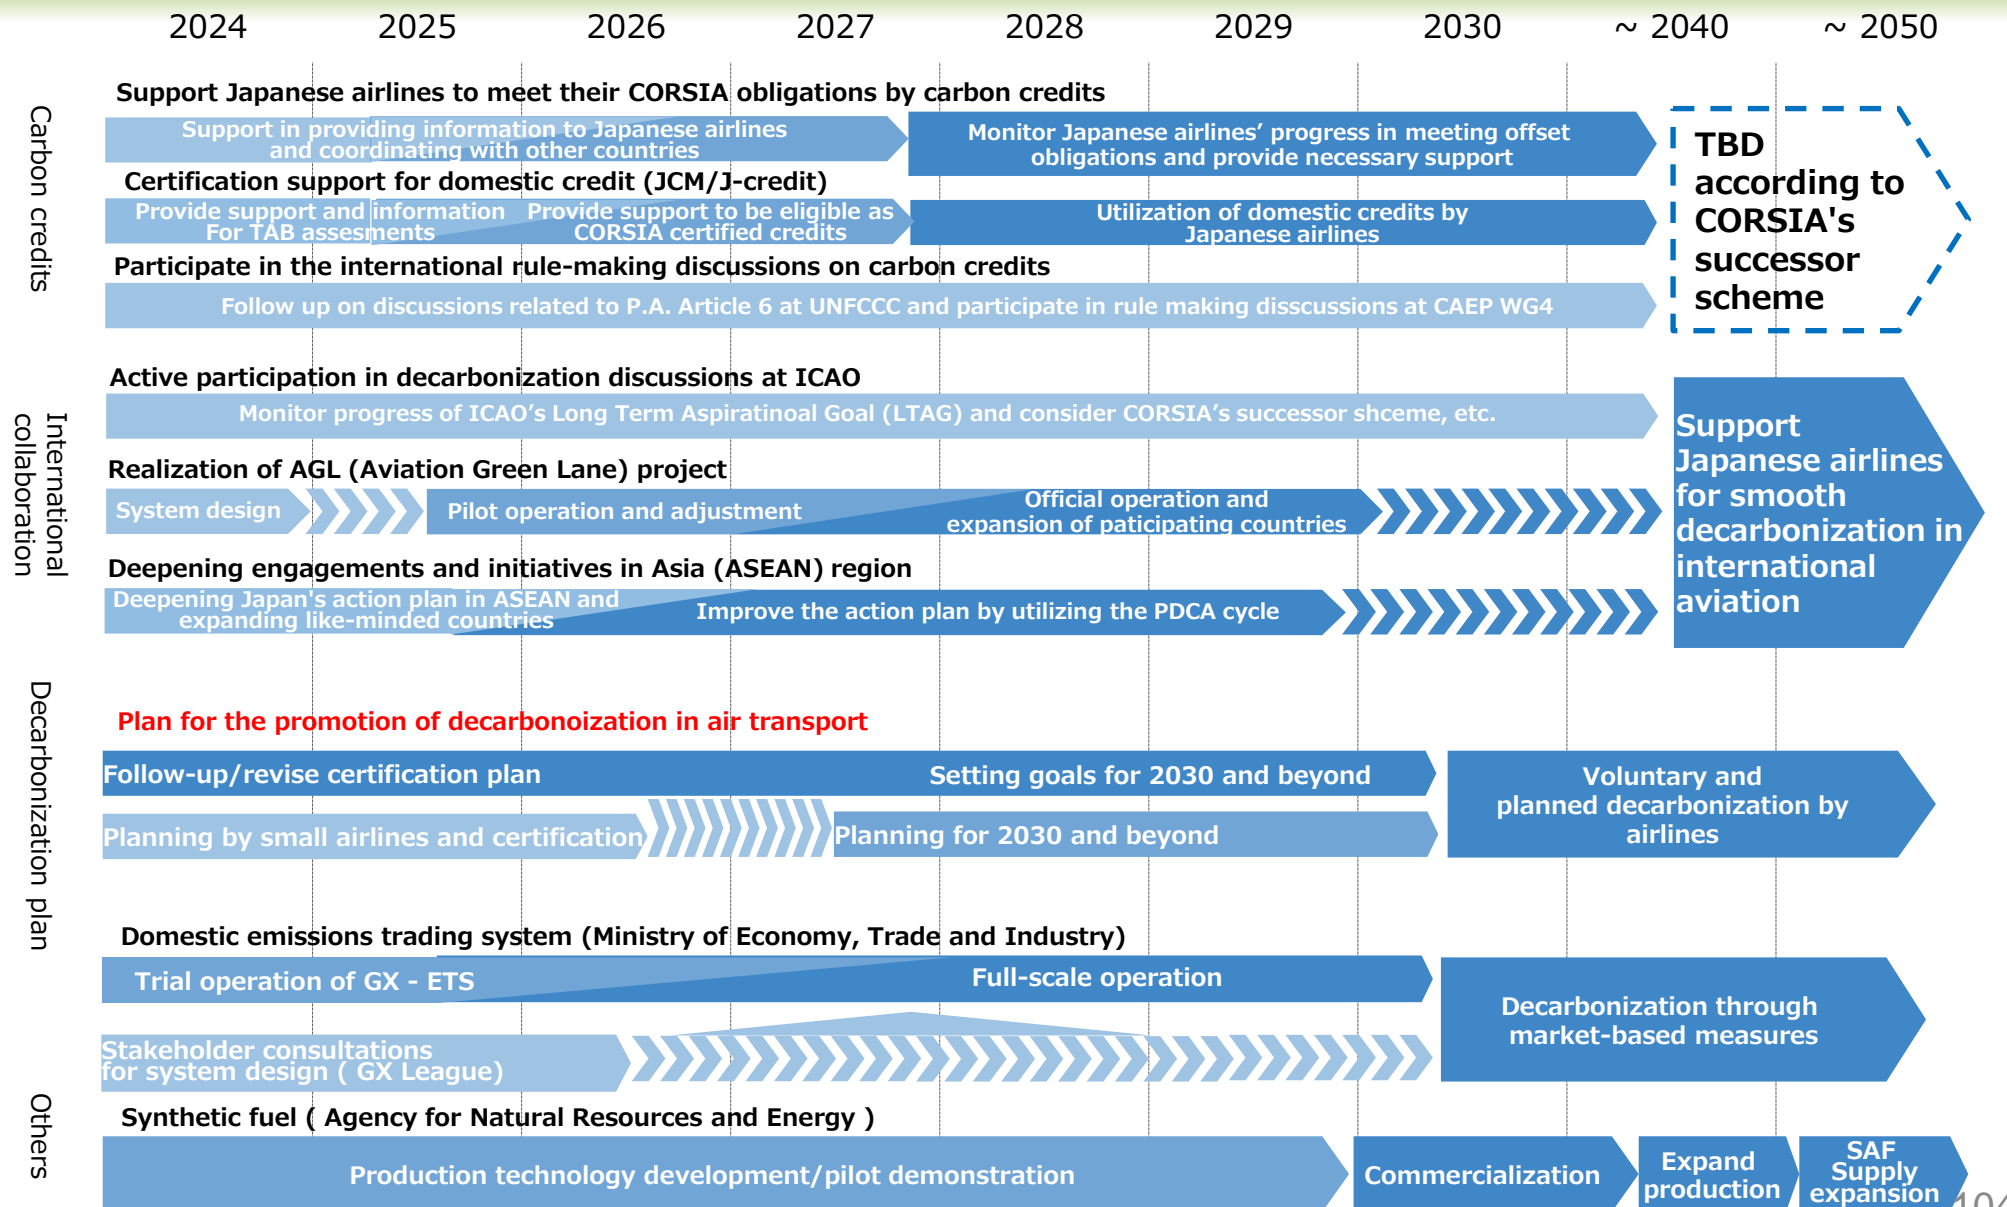 2024 2025 2026 2027 2028 2029 2030 ~ 2040 ~ 2050
Carbon credits
Support Japanese airlines to meet their CORSIA obligations by carbon credits
Support in providing information to Japanese airlines
and coordinating with other countries
Monitor Japanese airlines’ progress in meeting offset
obligations and provide necessary support
Certification support for domestic credit (JCM/J-credit)
Provide support and information
For TAB assesments
Provide support to be eligible as
CORSIA certified credits
Utilization of domestic credits by
Japanese airlines
Participate in the international rule-making discussions on carbon credits
Follow up on discussions related to P.A. Article 6 at UNFCCC and participate in rule making disscussions at CAEP WG4
TBD
according to
CORSIA's
successor
scheme
International
collaboration
Active participation in decarbonization discussions at ICAO
Monitor progress of ICAO’s Long Term Aspiratinoal Goal (LTAG) and consider CORSIA’s successor shceme, etc.
Realization of AGL (Aviation Green Lane) project
System design
Pilot operation and adjustment
Official operation and
expansion of paticipating countries
Deepening engagements and initiatives in Asia (ASEAN) region
Deepening Japan's action plan in ASEAN and
expanding like-minded countries
Improve the action plan by utilizing the PDCA cycle
Support
Japanese airlines
for smooth
decarbonization in
international
aviation
Decarbonization plan
Plan for the promotion of decarbonoization in air transport
Follow-up/revise certification plan
Setting goals for 2030 and beyond
Planning by small airlines and certification
Planning for 2030 and beyond
Voluntary and
planned decarbonization by
airlines
Others
Domestic emissions trading system (Ministry of Economy, Trade and Industry)
Trial operation of GX - ETS
Full-scale operation
Stakeholder consultations
for system design ( GX League)
Decarbonization through
market-based measures
Synthetic fuel ( Agency for Natural Resources and Energy )
Production technology development/pilot demonstration
Commercialization
Expand
production
SAF
Supply
expansion
104